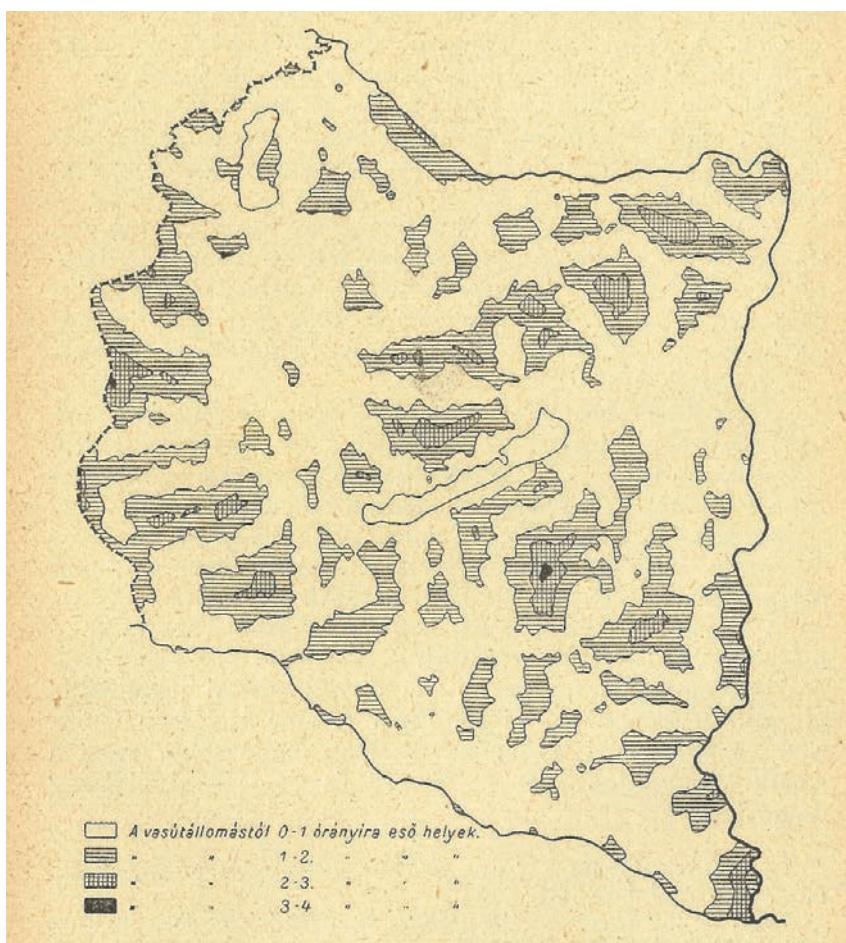 A vasútállomástól 0-1 órányira eső helyek.
" " 1-2. " " "
" " 2-3. " " "
" " 3-4 " " "